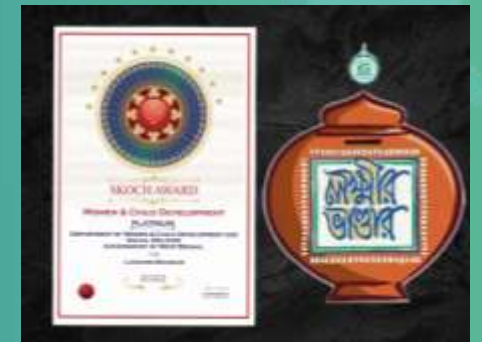 SKOCH AWARD
WOMEN & CHILD DEVELOPMENT
PLATINUM
DEPARTMENT OF WOMEN & CHILD DEVELOPMENT AND
SOCIAL WELFARE
GOVERNMENT OF WEST BENGAL
লক্ষ্মীর
ভাণ্ডার